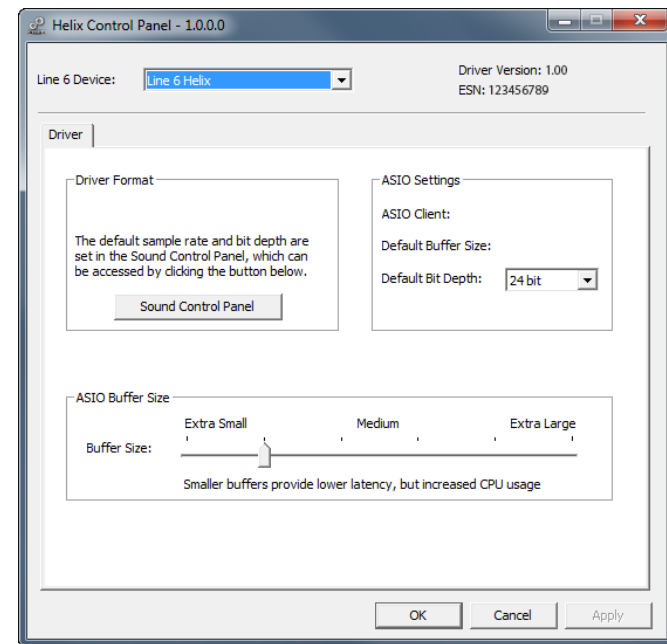 Helix Control Panel - 1.0.0.0
Line 6 Device:
Line 6 Helix
Driver Version: 1.00
ESN: 123456789
Driver
Driver Format
The default sample rate and bit depth are
set in the Sound Control Panel, which can
be accessed by clicking the button below.
Sound Control Panel
ASIO Settings
ASIO Client:
Default Buffer Size:
Default Bit Depth:
24 bit
ASIO Buffer Size
Extra Small
Medium
Extra Large
Buffer Size:
Smaller buffers provide lower latency, but increased CPU usage
OK
Cancel
Apply